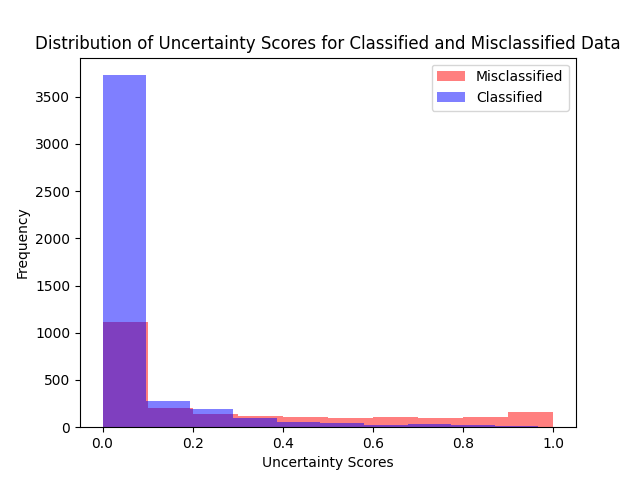 Distribution of Uncertainty Scores for Classified and Misclassified Data
Misclassified
Classified
Frequency
3500
3000
2500
2000
1500
1000
500
0
0.0 0.2 0.4 0.6 0.8 1.0
Uncertainty Scores